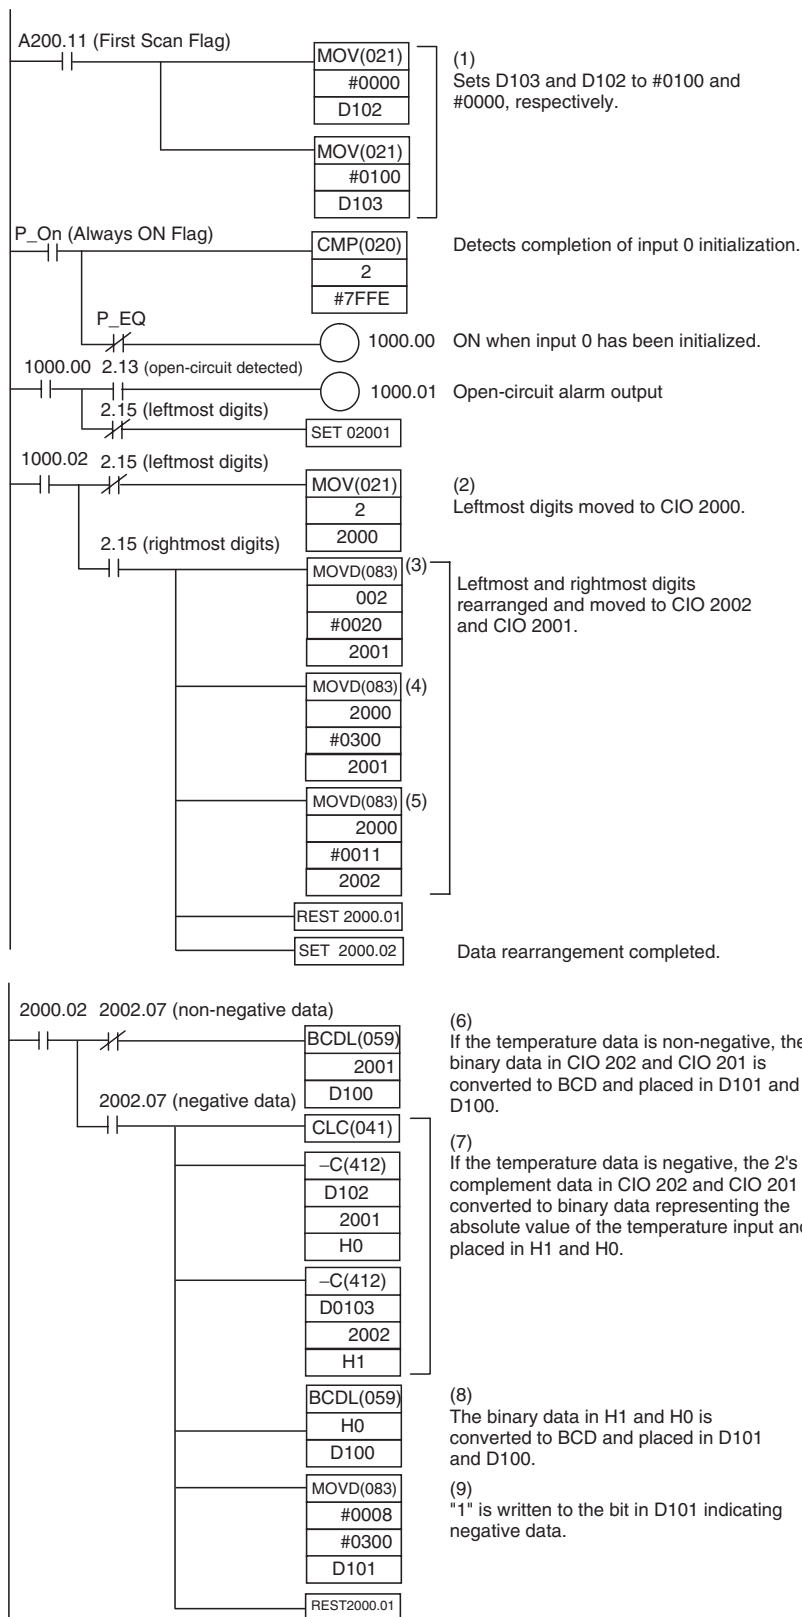 A200.11 (First Scan Flag)
MOV(021)
#0000
D102
(1)
Sets D103 and D102 to #0100 and
#0000, respectively.
MOV(021)
#0100
D103
P_On (Always ON Flag)
CMP(020)
2
#7FFE
Detects completion of input 0 initialization.
P_EQ
1000.00
ON when input 0 has been initialized.
1000.00
2.13 (open-circuit detected)
1000.01
Open-circuit alarm output
2.15 (leftmost digits)
SET 02001
1000.02
2.15 (leftmost digits)
MOV(021)
2
2000
(2)
Leftmost digits moved to CIO 2000.
2.15 (rightmost digits)
MOVD(083)
002
#0020
2001
(3)
Leftmost and rightmost digits
rearranged and moved to CIO 2002
and CIO 2001.
MOVD(083)
2000
#0300
2001
(4)
MOVD(083)
2000
#0011
2002
(5)
REST 2000.01
SET 2000.02
Data rearrangement completed.
2000.02
2002.07 (non-negative data)
BCDL(059)
2001
D100
(6)
If the temperature data is non-negative, the
binary data in CIO 202 and CIO 201 is
converted to BCD and placed in D101 and
D100.
2002.07 (negative data)
CLC(041)
–C(412)
D102
2001
H0
(7)
If the temperature data is negative, the 2's
complement data in CIO 202 and CIO 201
converted to binary data representing the
absolute value of the temperature input and
placed in H1 and H0.
–C(412)
D0103
2002
H1
BCDL(059)
H0
D100
(8)
The binary data in H1 and H0 is
converted to BCD and placed in D101
and D100.
MOVD(083)
#0008
#0300
D101
(9)
"1" is written to the bit in D101 indicating
negative data.
REST2000.01